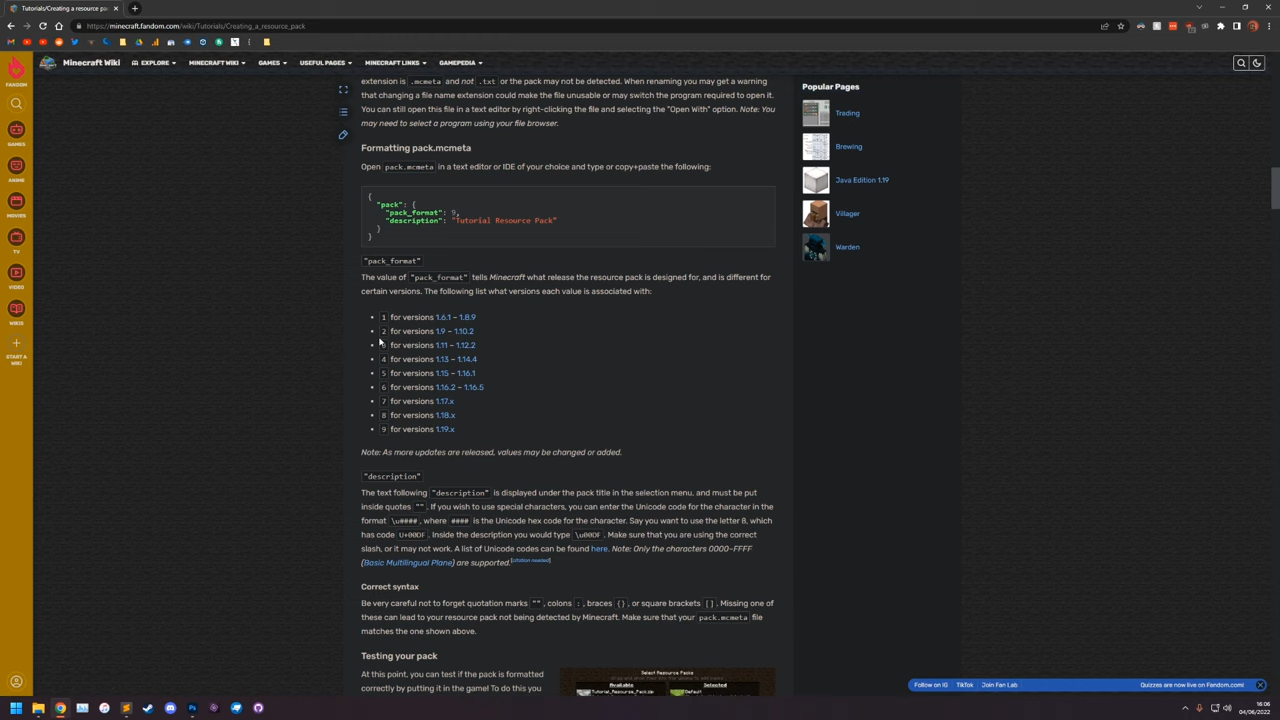 Tutorials/Creating a resource pa
https://minecraft.fandom.com/wiki/Tutorials/Creating_a_resource_pack
Minecraft Wiki
EXPLORE
MINECRAFT WIKI
GAMES
USEFUL PAGES
MINECRAFT LINKS
GAMEPEDIA
FANDOM
GAMES
ANIME
MOVIES
TV
VIDEO
WIKIS
START A
WIKI
extension is .mcmeta and not .txt or the pack may not be detected. When renaming you may get a warning
that changing a file name extension could make the file unusable or may switch the program required to open it.
You can still open this file in a text editor by right-clicking the file and selecting the "Open With" option. Note: You
may need to select a program using your file browser.
Formatting pack.mcmeta
Open pack.mcmeta in a text editor or IDE of your choice and type or copy+paste the following:
{
"pack": {
"pack_format": 9,
"description": "Tutorial Resource Pack"
}
}
"pack_format"
The value of "pack_format" tells Minecraft what release the resource pack is designed for, and is different for
certain versions. The following list what versions each value is associated with:
• 1 for versions 1.6.1 – 1.8.9
• 2 for versions 1.9 – 1.10.2
• 3 for versions 1.11 – 1.12.2
• 4 for versions 1.13 – 1.14.4
• 5 for versions 1.15 – 1.16.1
• 6 for versions 1.16.2 – 1.16.5
• 7 for versions 1.17.x
• 8 for versions 1.18.x
• 9 for versions 1.19.x
Note: As more updates are released, values may be changed or added.
"description"
The text following "description" is displayed under the pack title in the selection menu, and must be put
inside quotes "". If you wish to use special characters, you can enter the Unicode code for the character in the
format \u####, where #### is the Unicode hex code for the character. Say you want to use the letter ß, which
has code U+00DF. Inside the description you would type \u00DF. Make sure that you are using the correct
slash, or it may not work. A list of Unicode codes can be found here. Note: Only the characters 0000–FFFF
(Basic Multilingual Plane) are supported.[citation needed]
Correct syntax
Be very careful not to forget quotation marks "", colons :, braces {}, or square brackets []. Missing one of
these can lead to your resource pack not being detected by Minecraft. Make sure that your pack.mcmeta file
matches the one shown above.
Testing your pack
At this point, you can test if the pack is formatted
correctly by putting it in the game! To do this you
Select Resource Packs
Available
Selected
Tutorial_Resource_Pack.zip
Default
Popular Pages
Trading
Brewing
Java Edition 1.19
Villager
Warden
Follow on IG
TikTok
Join Fan Lab
Quizzes are now live on Fandom.com!
16:06
04/06/2022